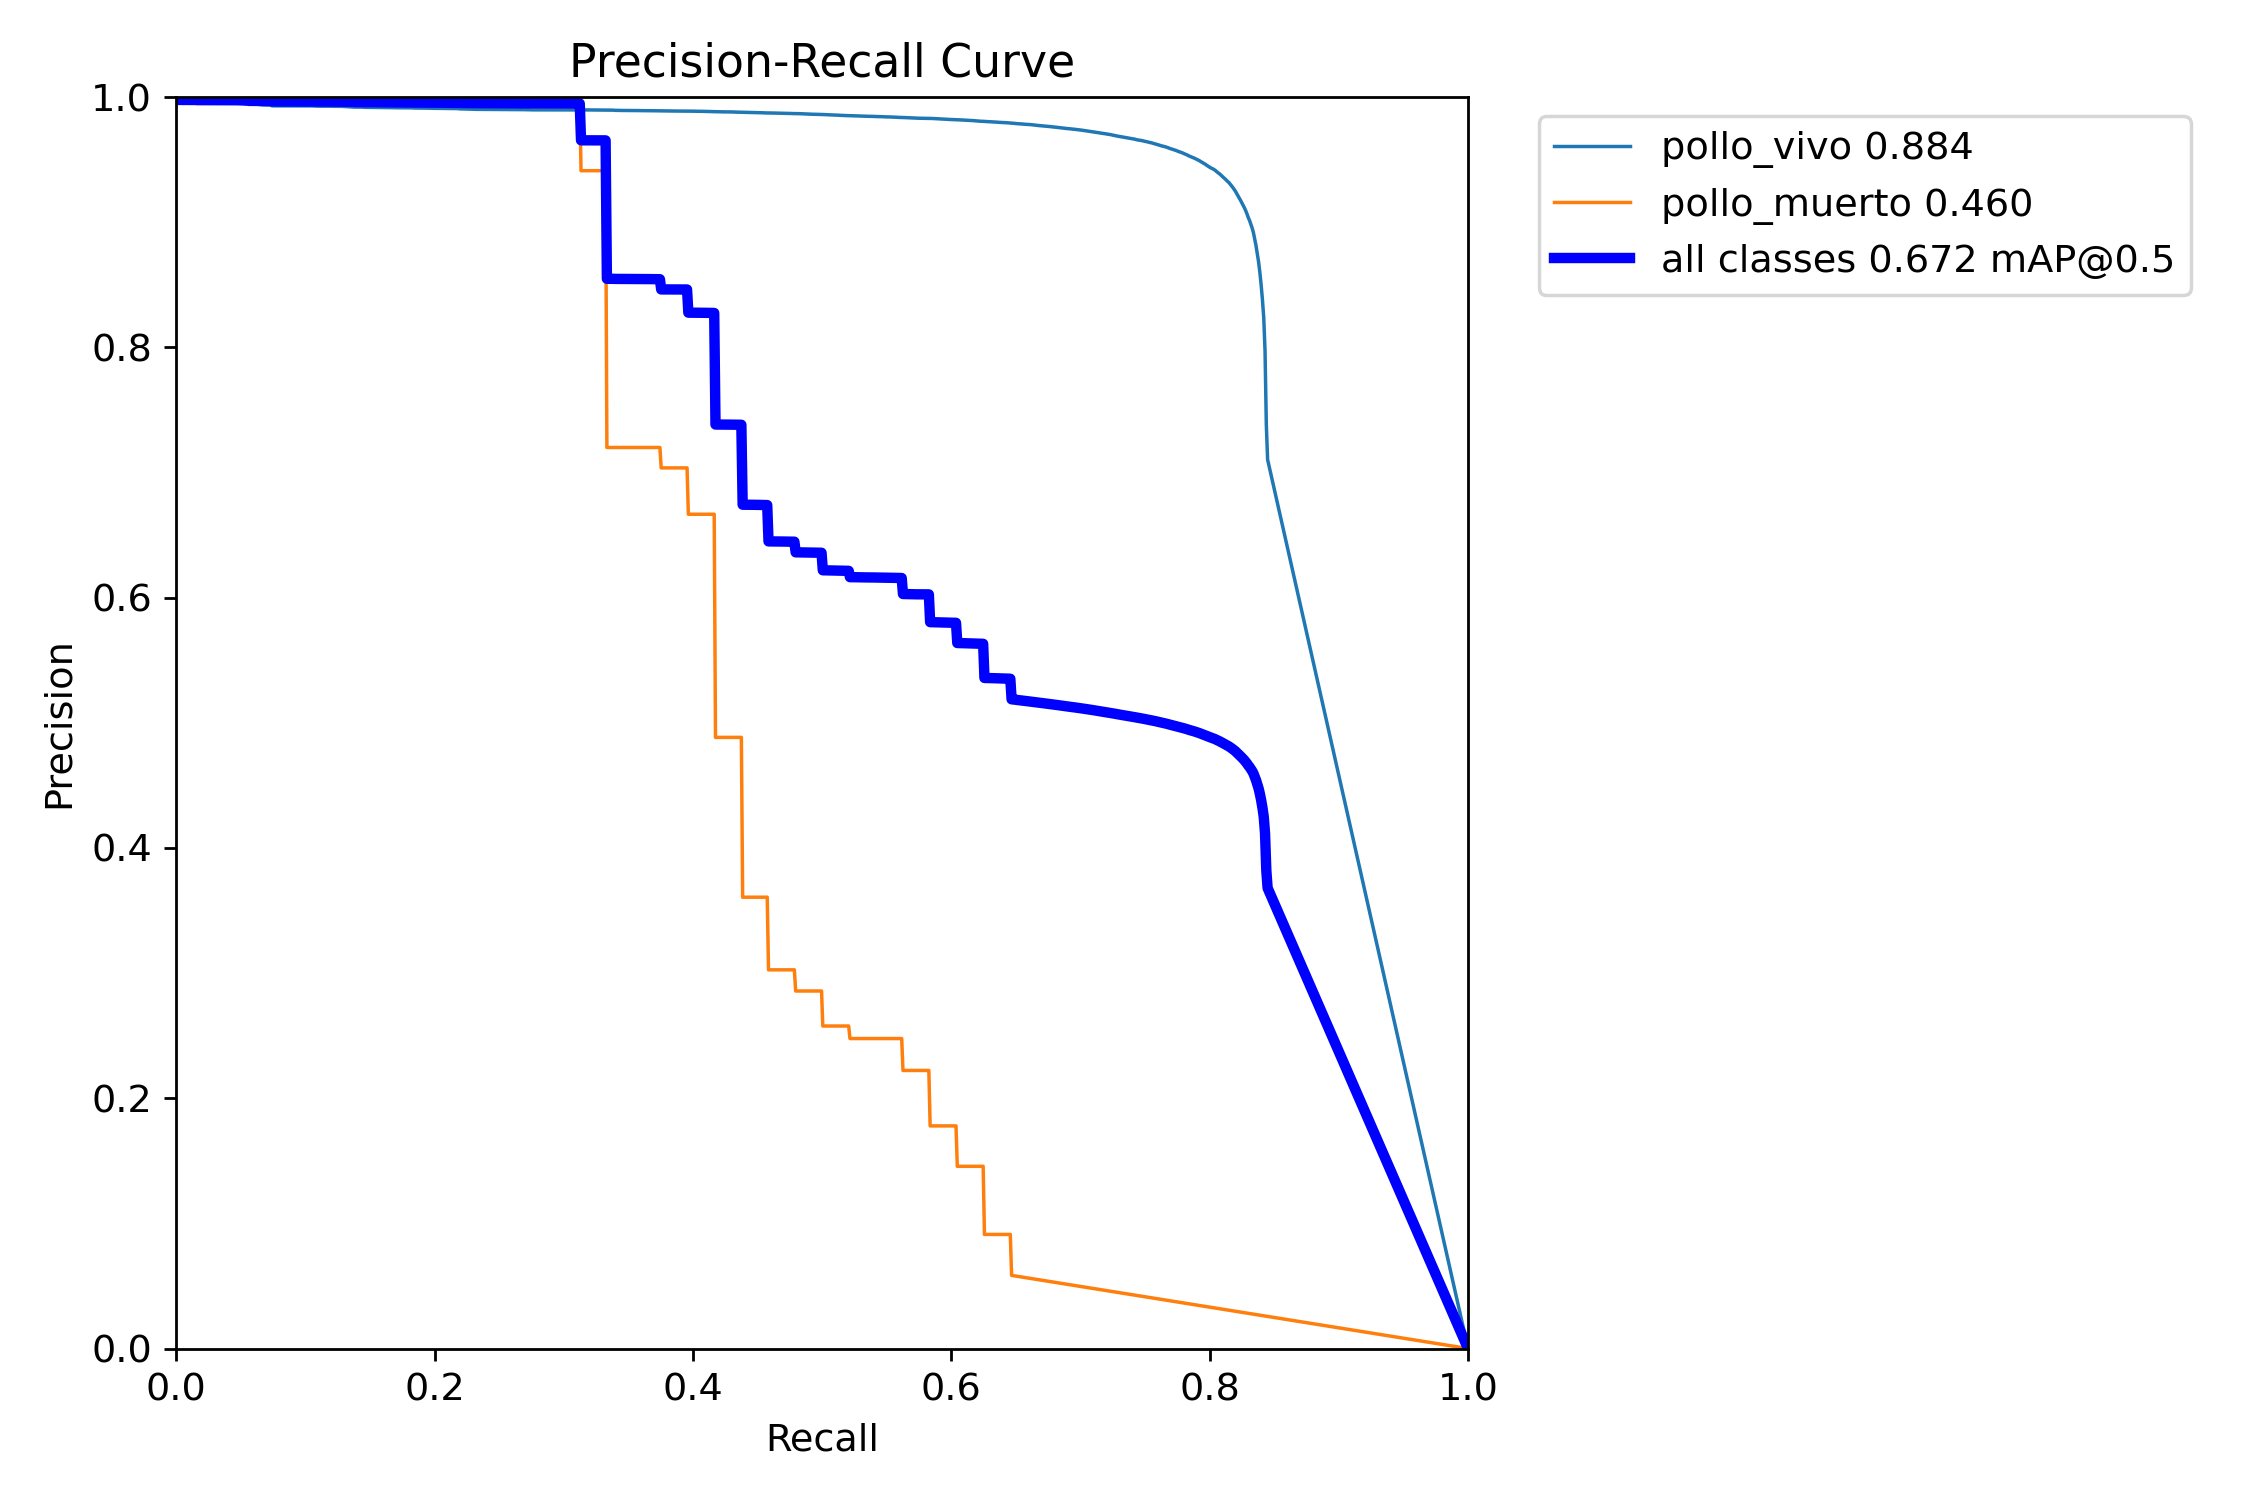 Precision-Recall Curve
1.0
0.8
0.6
0.4
0.2
0.0
Precision
0.0 0.2 0.4 0.6 0.8 1.0
Recall
pollo_vivo 0.884
pollo_muerto 0.460
all classes 0.672 mAP@0.5